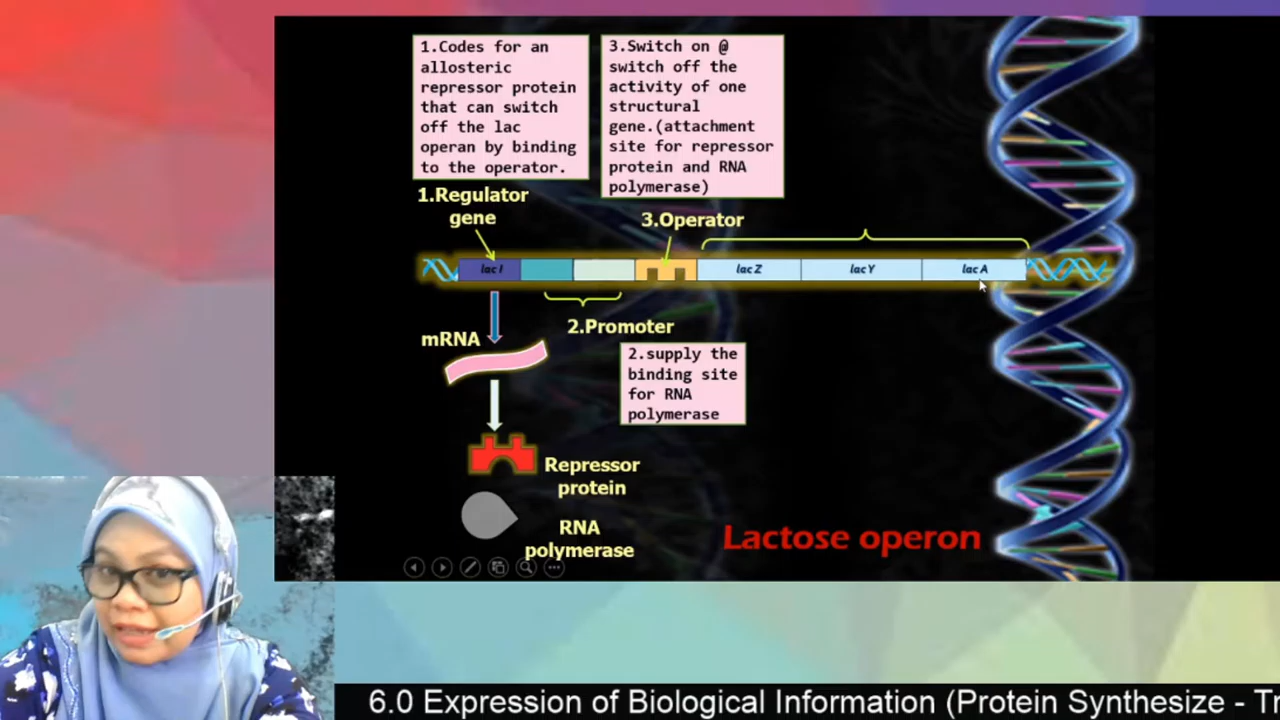 1.Codes for an
allosteric
repressor protein
that can switch
off the lac
operan by binding
to the operator.
3.Switch on @
switch off the
activity of one
structural
gene.(attachment
site for repressor
protein and RNA
polymerase)
1.Regulator
gene
3.Operator
lac I
lac Z
lac Y
lac A
2.Promoter
mRNA
2.supply the
binding site
for RNA
polymerase
Repressor
protein
RNA
polymerase
Lactose operon
6.0 Expression of Biological Information (Protein Synthesize - Tr